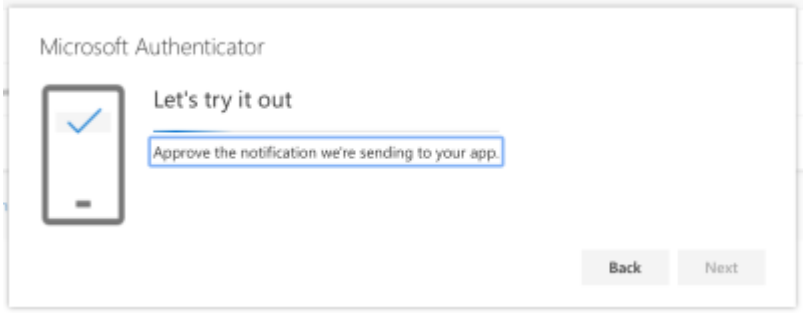 Microsoft Authenticator
Let's try it out
Approve the notification we're sending to your app.
Back
Next